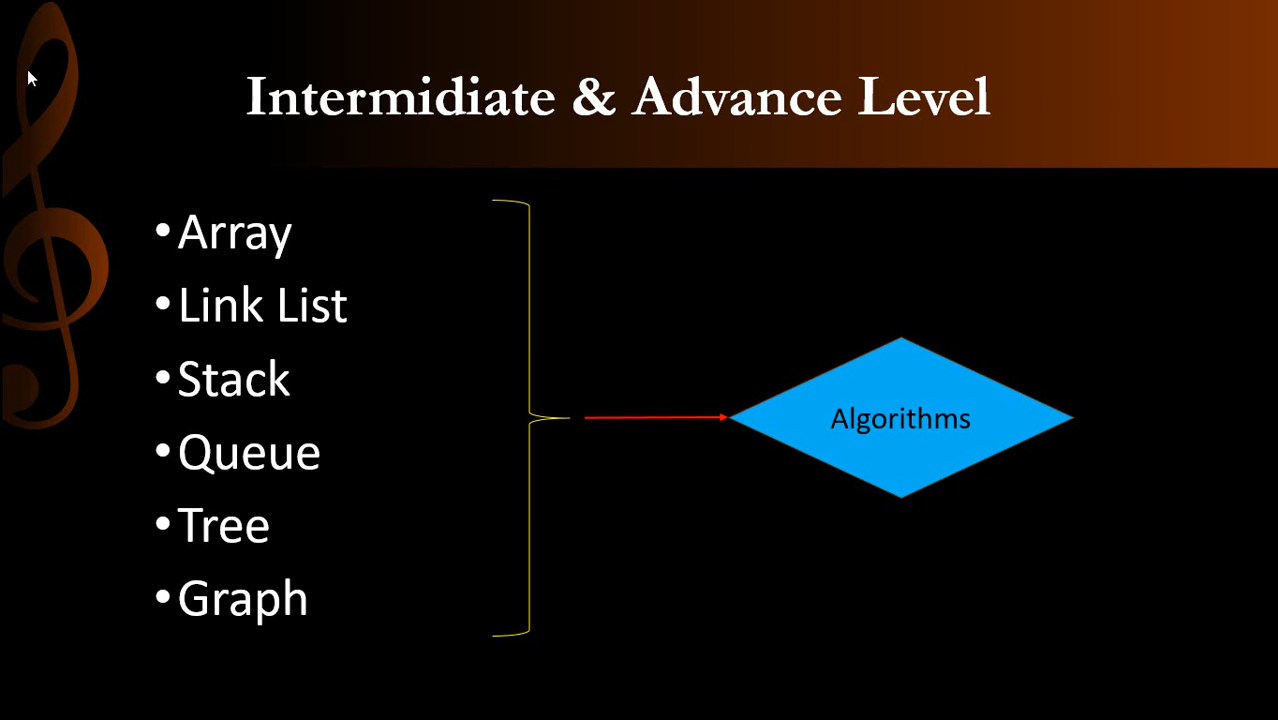 Intermidiate & Advance Level
•Array
•Link List
•Stack
•Queue
•Tree
•Graph
Algorithms